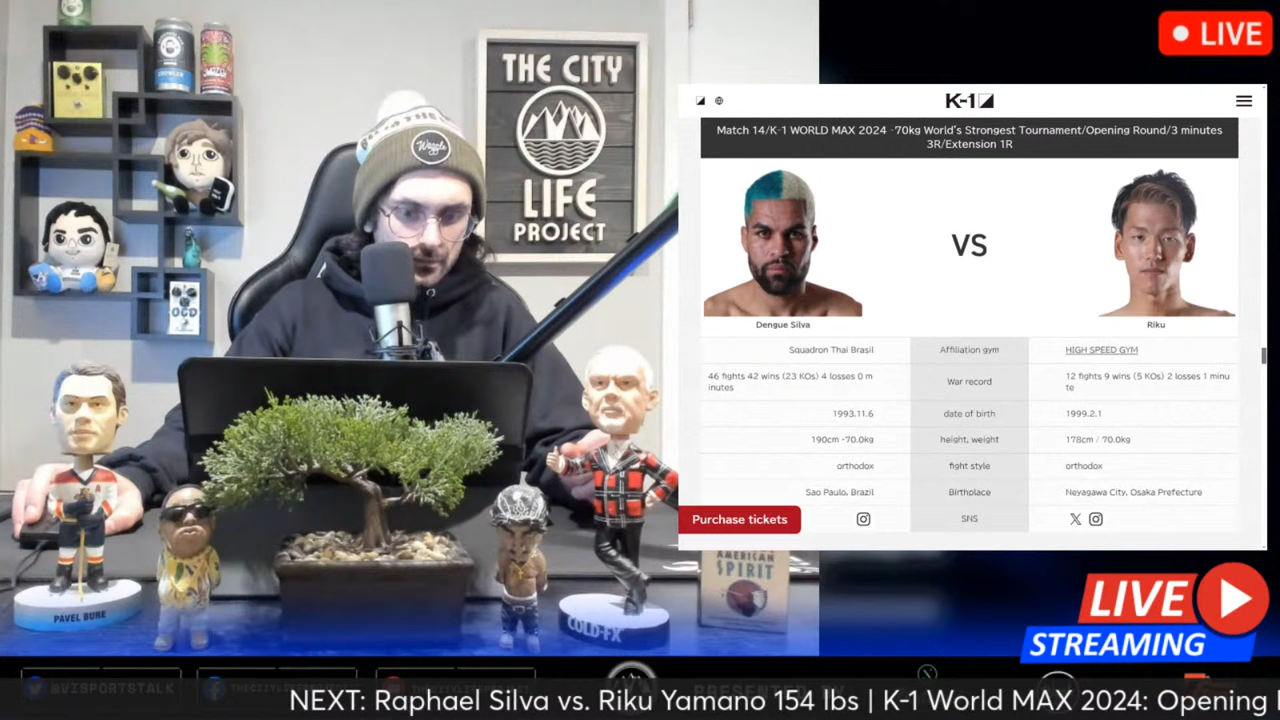 LIVE
THE CITY
LIFE
PROJECT
Waggle
OCD
K-1
Match 14/K-1 WORLD MAX 2024 -70kg World's Strongest Tournament/Opening Round/3 minutes
3R/Extension 1R
VS
Dengue Silva
Riku
Squadron Thai Brasil Affiliation gym HIGH SPEED GYM
46 fights 42 wins (23 KOs) 4 losses 0 m
inutes
War record
12 fights 9 wins (5 KOs) 2 losses 1 minu
te
1993.11.6 date of birth 1999.2.1
190cm -70.0kg height, weight 178cm / 70.0kg
orthodox fight style orthodox
Sao Paulo, Brazil Birthplace Neyagawa City, Osaka Prefecture
Purchase tickets SNS
PAVEL BURE
COLD-FX
AMERICAN
SPIRIT
LIVE
STREAMING
@VISPORTSTALK
NEXT: Raphael Silva vs. Riku Yamano 154 lbs | K-1 World MAX 2024: Opening